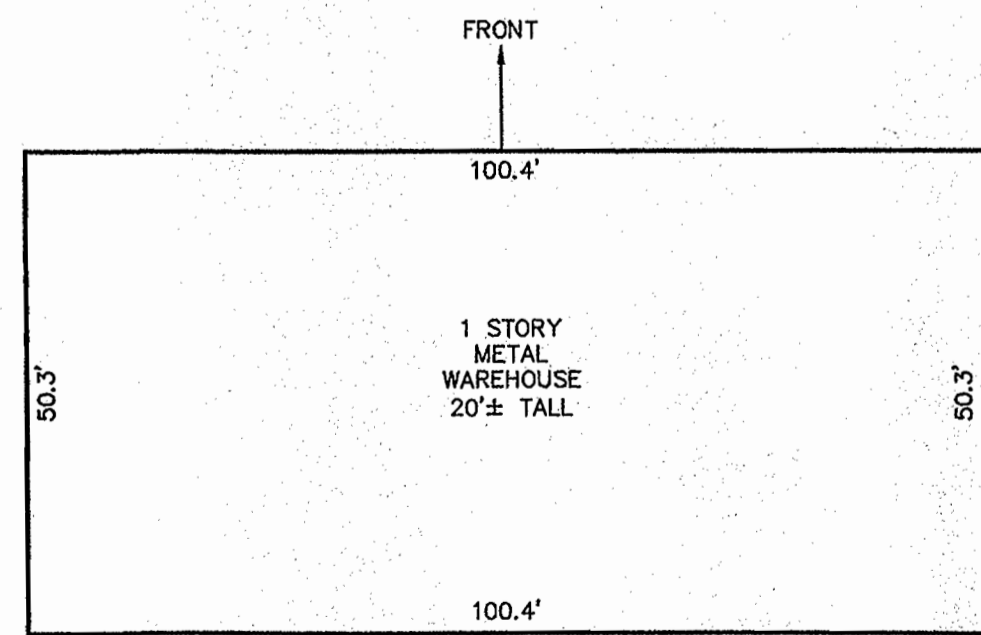 FRONT
100.4'
1 STORY
METAL
WAREHOUSE
20'± TALL
50.3'
50.3'
100.4'